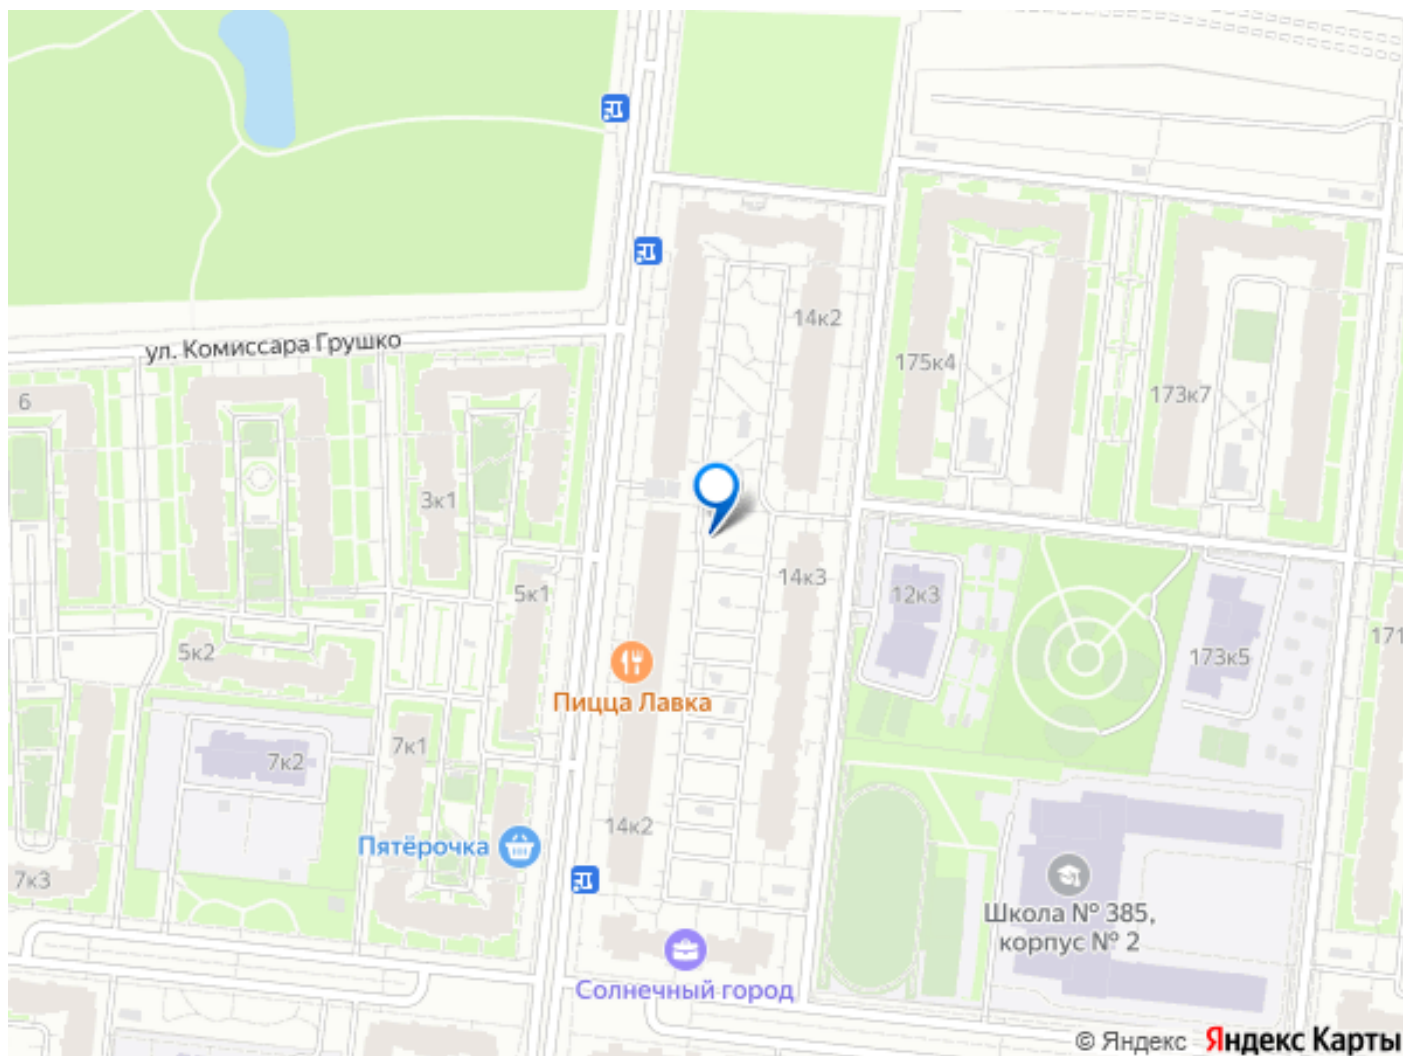 ул. Комиссара Грушко
14к2
175к4
173к7
6
3к1
5к1
14к3
12к3
171
5к2
173к5
Пицца Лавка
7к1
7к2
14к2
Пятёрочка
7к3
Школа № 385,
корпус № 2
Солнечный город
© Яндекс Яндекс Карты